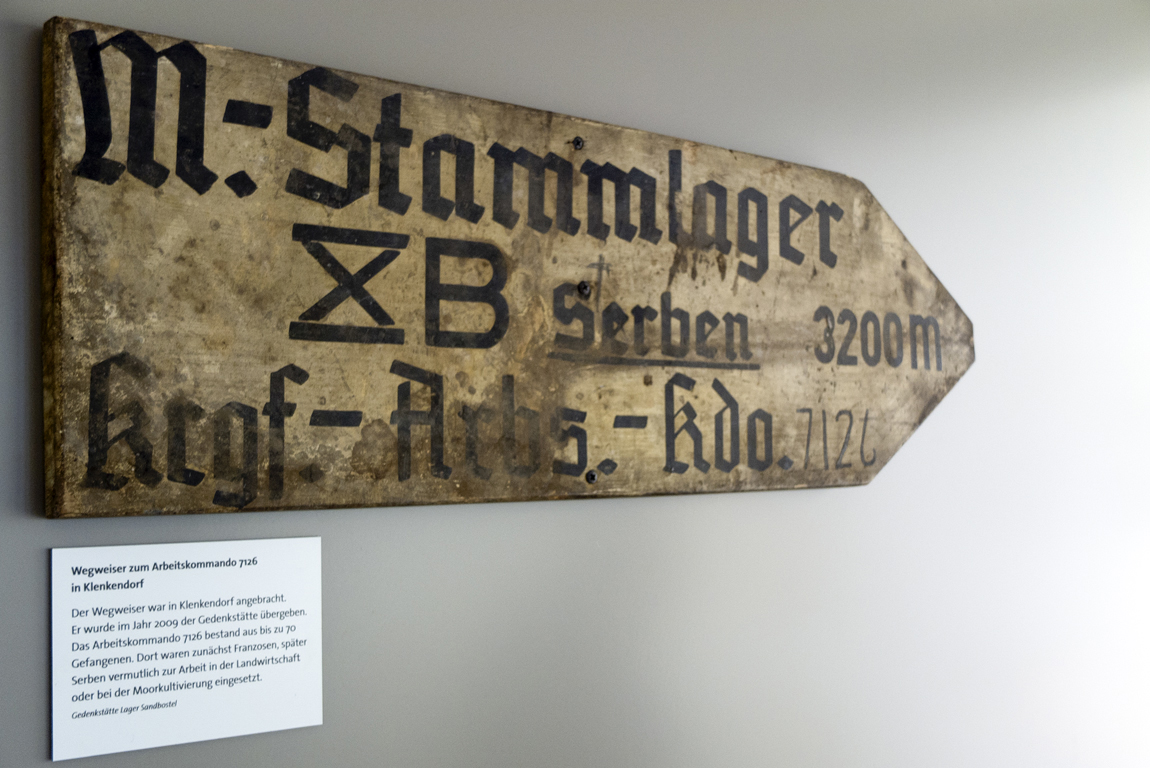 M.-Stammlager
XB Serben 3200m
Krgf.-Arbs.-Kdo. 7126
Wegweiser zum Arbeitskommando 7126
in Klenkendorf
Der Wegweiser war in Klenkendorf angebracht.
Er wurde im Jahr 2009 der Gedenkstätte übergeben.
Das Arbeitskommando 7126 bestand aus bis zu 70
Gefangenen. Dort waren zunächst Franzosen, später
Serben vermutlich zur Arbeit in der Landwirtschaft
oder bei der Moorkultivierung eingesetzt.
Gedenkstätte Lager Sandbostel